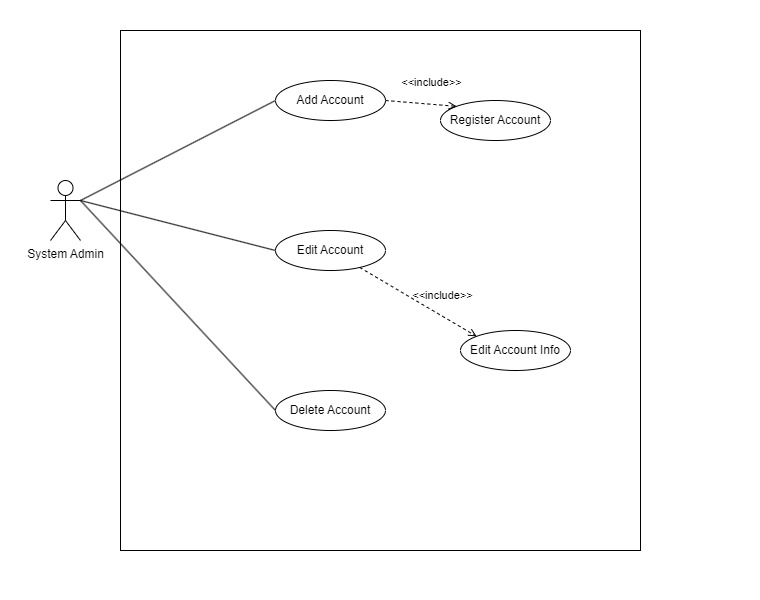 <<include>>
Add Account
Register Account
System Admin
Edit Account
<<include>>
Edit Account Info
Delete Account